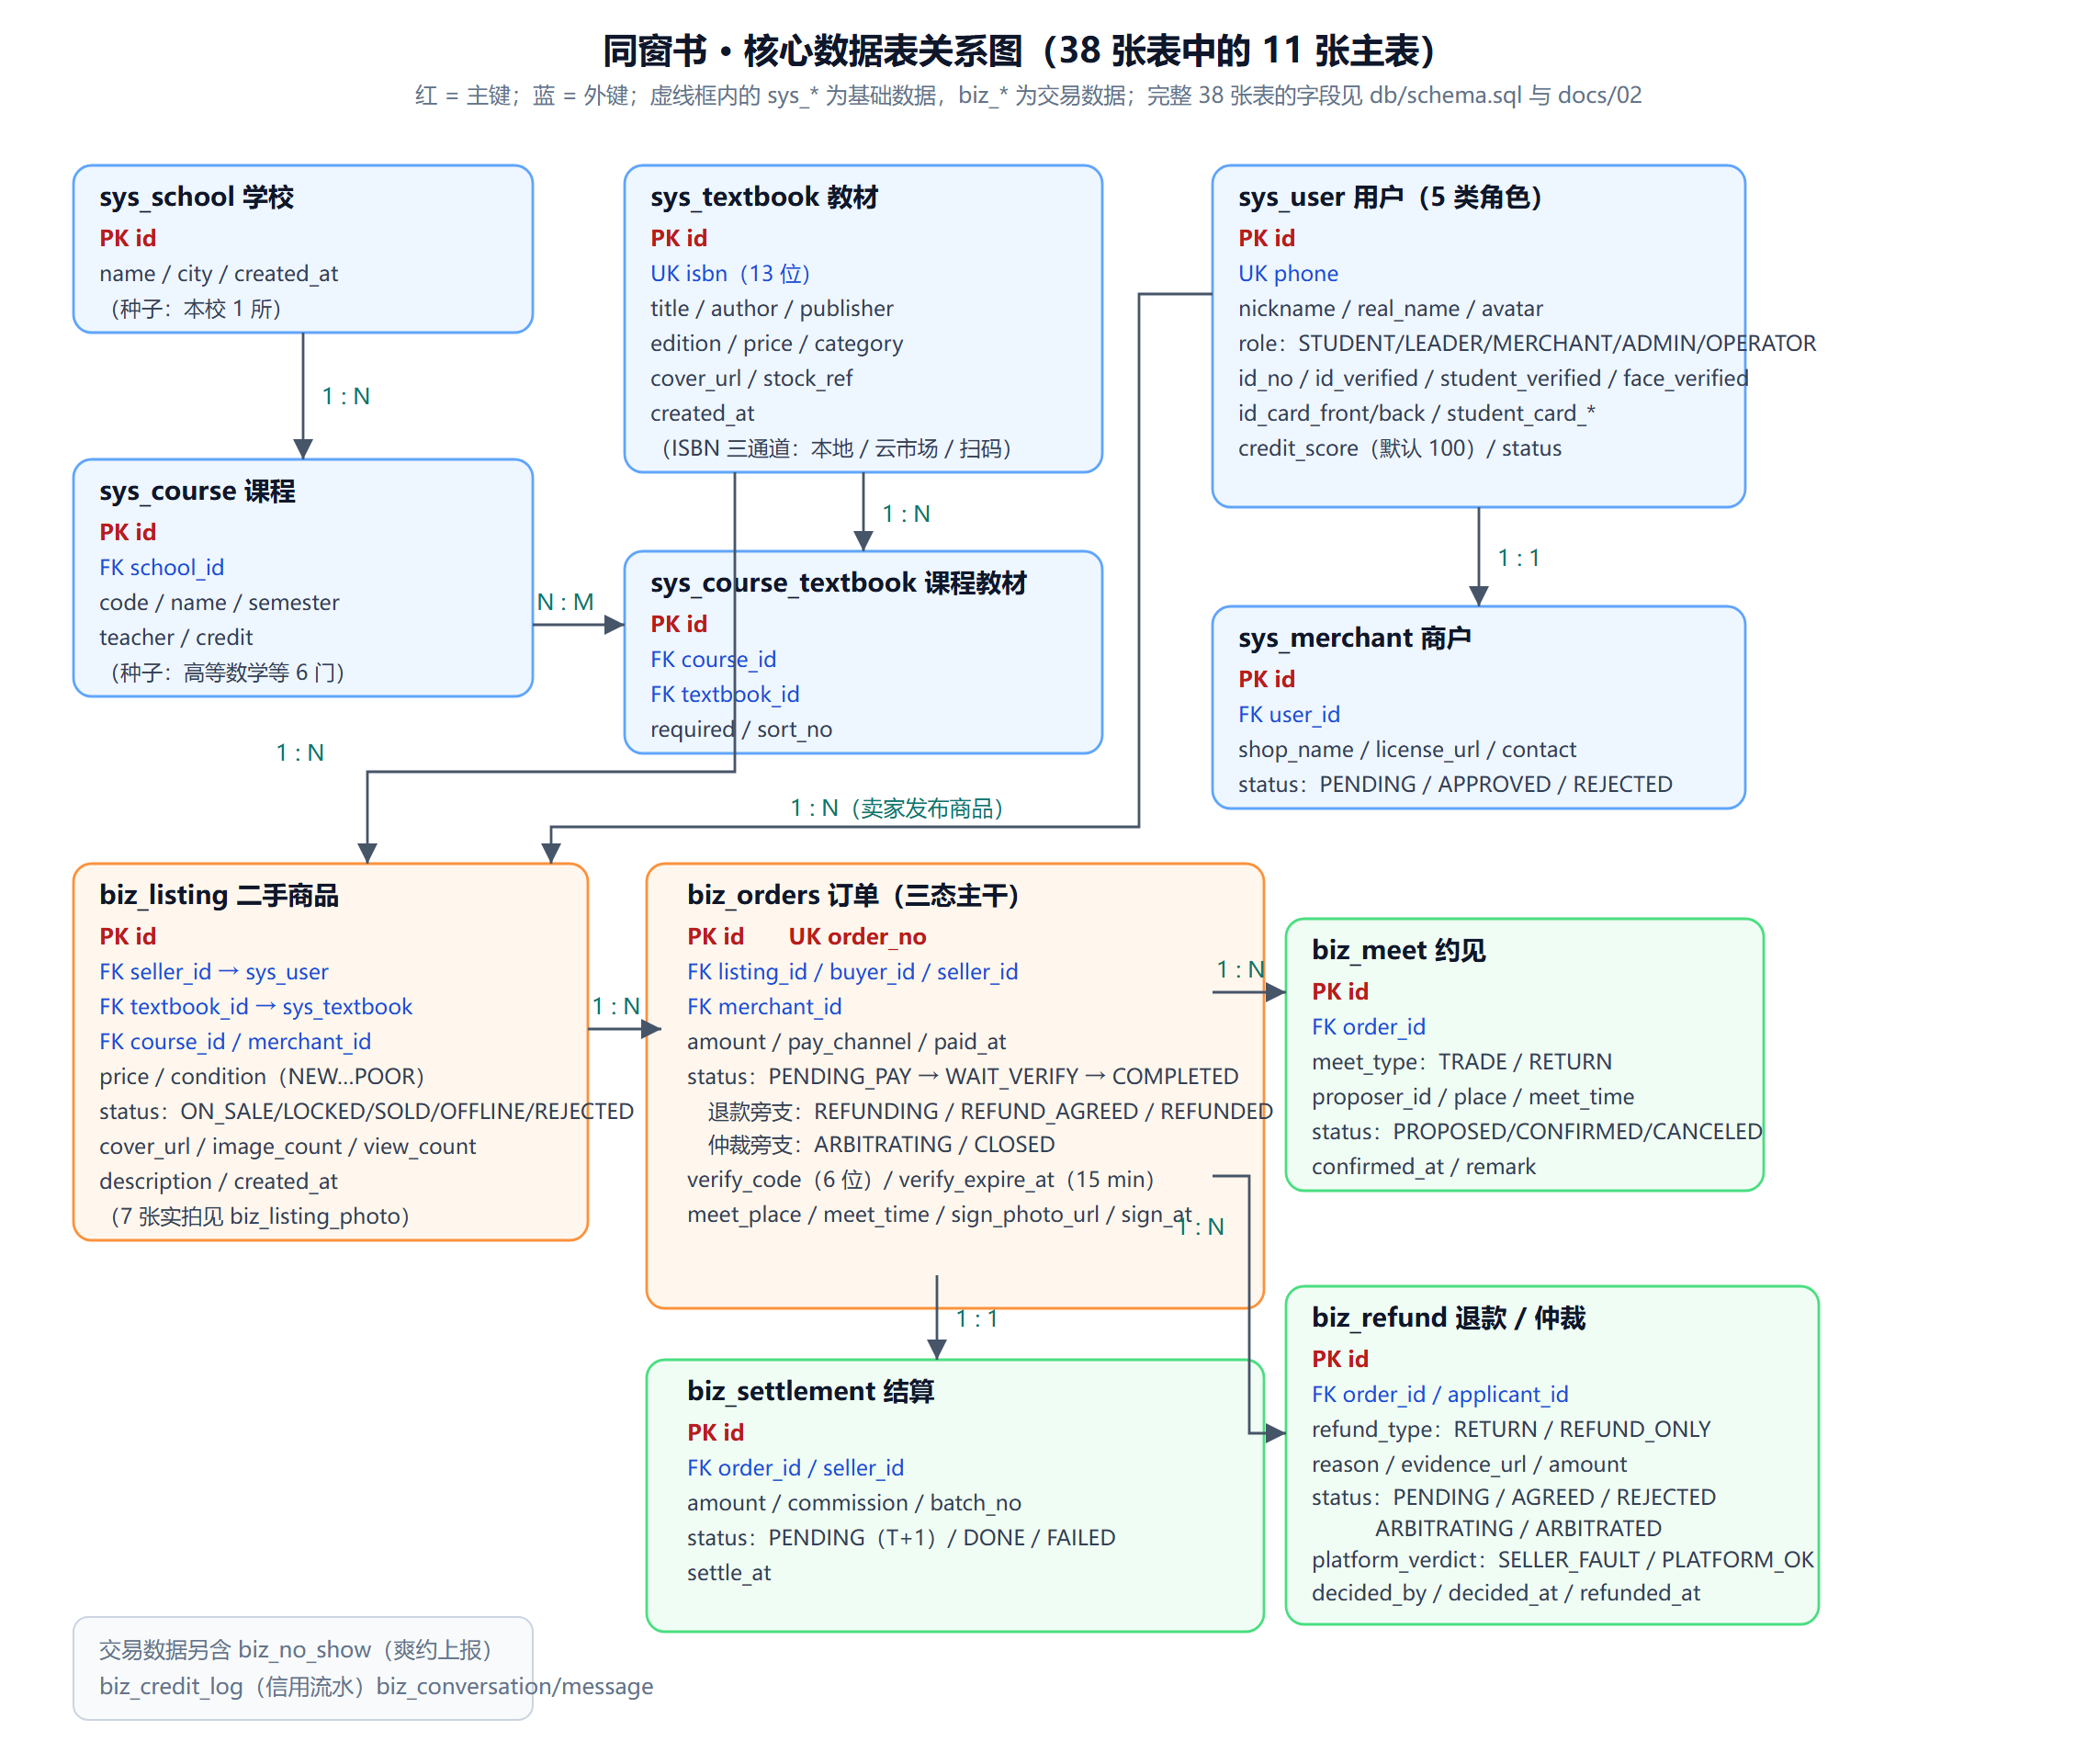 同窗书 · 核心数据表关系图（38 张表中的 11 张主表）
红 = 主键；蓝 = 外键；虚线框内的 sys_* 为基础数据，biz_* 为交易数据；完整 38 张表的字段见 db/schema.sql 与 docs/02
sys_school 学校
PK id
name / city / created_at
（种子：本校 1 所）
1 : N
sys_textbook 教材
PK id
UK isbn（13 位）
title / author / publisher
edition / price / category
cover_url / stock_ref
created_at
（ISBN 三通道：本地 / 云市场 / 扫码）
1 : N
sys_user 用户（5 类角色）
PK id
UK phone
nickname / real_name / avatar
role：STUDENT/LEADER/MERCHANT/ADMIN/OPERATOR
id_no / id_verified / student_verified / face_verified
id_card_front/back / student_card_*
credit_score（默认 100）/ status
1 : 1
sys_course 课程
PK id
FK school_id
code / name / semester
teacher / credit
（种子：高等数学等 6 门）
N : M
sys_course_textbook 课程教材
PK id
FK course_id
FK textbook_id
required / sort_no
sys_merchant 商户
PK id
FK user_id
shop_name / license_url / contact
status：PENDING / APPROVED / REJECTED
1 : N
1 : N（卖家发布商品）
biz_listing 二手商品
PK id
FK seller_id → sys_user
FK textbook_id → sys_textbook
FK course_id / merchant_id
price / condition（NEW...POOR）
status：ON_SALE/LOCKED/SOLD/OFFLINE/REJECTED
cover_url / image_count / view_count
description / created_at
（7 张实拍见 biz_listing_photo）
1 : N
biz_orders 订单（三态主干）
PK id UK order_no
FK listing_id / buyer_id / seller_id
FK merchant_id
amount / pay_channel / paid_at
status：PENDING_PAY → WAIT_VERIFY → COMPLETED
退款旁支：REFUNDING / REFUND_AGREED / REFUNDED
仲裁旁支：ARBITRATING / CLOSED
verify_code（6 位）/ verify_expire_at（15 min）
meet_place / meet_time / sign_photo_url / sign_at
1 : N
1 : N
1 : 1
biz_meet 约见
PK id
FK order_id
meet_type：TRADE / RETURN
proposer_id / place / meet_time
status：PROPOSED/CONFIRMED/CANCELED
confirmed_at / remark
biz_settlement 结算
PK id
FK order_id / seller_id
amount / commission / batch_no
status：PENDING（T+1）/ DONE / FAILED
settle_at
biz_refund 退款 / 仲裁
PK id
FK order_id / applicant_id
refund_type：RETURN / REFUND_ONLY
reason / evidence_url / amount
status：PENDING / AGREED / REJECTED
ARBITRATING / ARBITRATED
platform_verdict：SELLER_FAULT / PLATFORM_OK
decided_by / decided_at / refunded_at
交易数据另含 biz_no_show（爽约上报）
biz_credit_log（信用流水）biz_conversation/message